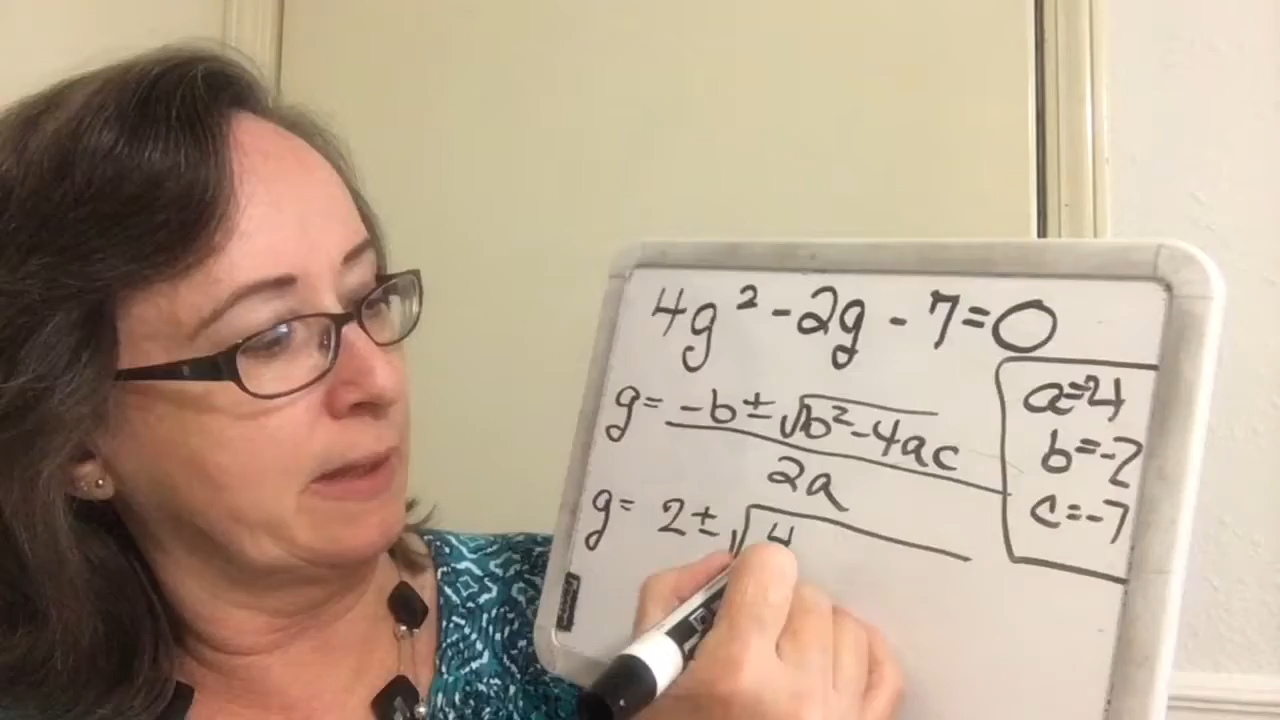 4g² - 2g - 7 = 0
g = -b ± √b² - 4ac
2a
a = 4
b = -2
c = -7
g = 2 ± √4